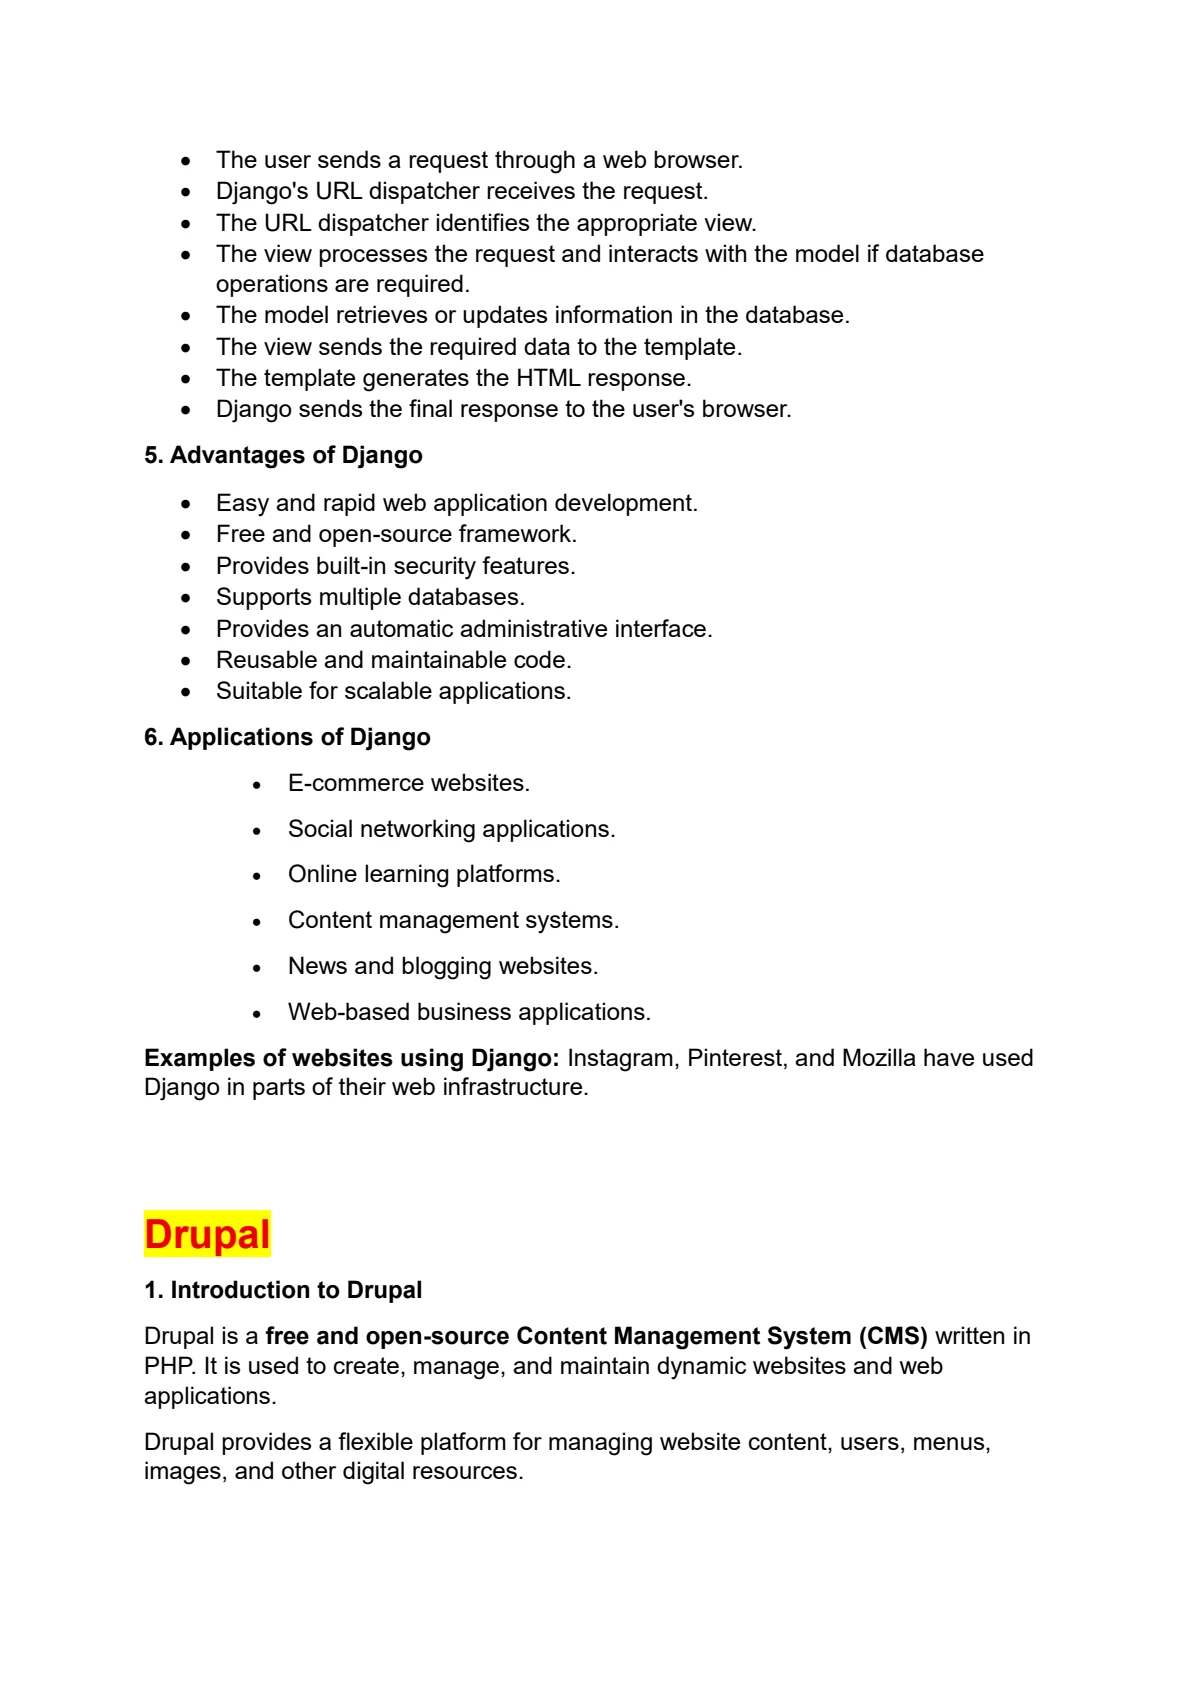 • The user sends a request through a web browser.
• Django's URL dispatcher receives the request.
• The URL dispatcher identifies the appropriate view.
• The view processes the request and interacts with the model if database
operations are required.
• The model retrieves or updates information in the database.
• The view sends the required data to the template.
• The template generates the HTML response.
• Django sends the final response to the user's browser.
5. Advantages of Django
• Easy and rapid web application development.
• Free and open-source framework.
• Provides built-in security features.
• Supports multiple databases.
• Provides an automatic administrative interface.
• Reusable and maintainable code.
• Suitable for scalable applications.
6. Applications of Django
• E-commerce websites.
• Social networking applications.
• Online learning platforms.
• Content management systems.
• News and blogging websites.
• Web-based business applications.
Examples of websites using Django: Instagram, Pinterest, and Mozilla have used
Django in parts of their web infrastructure.
Drupal
1. Introduction to Drupal
Drupal is a free and open-source Content Management System (CMS) written in
PHP. It is used to create, manage, and maintain dynamic websites and web
applications.
Drupal provides a flexible platform for managing website content, users, menus,
images, and other digital resources.